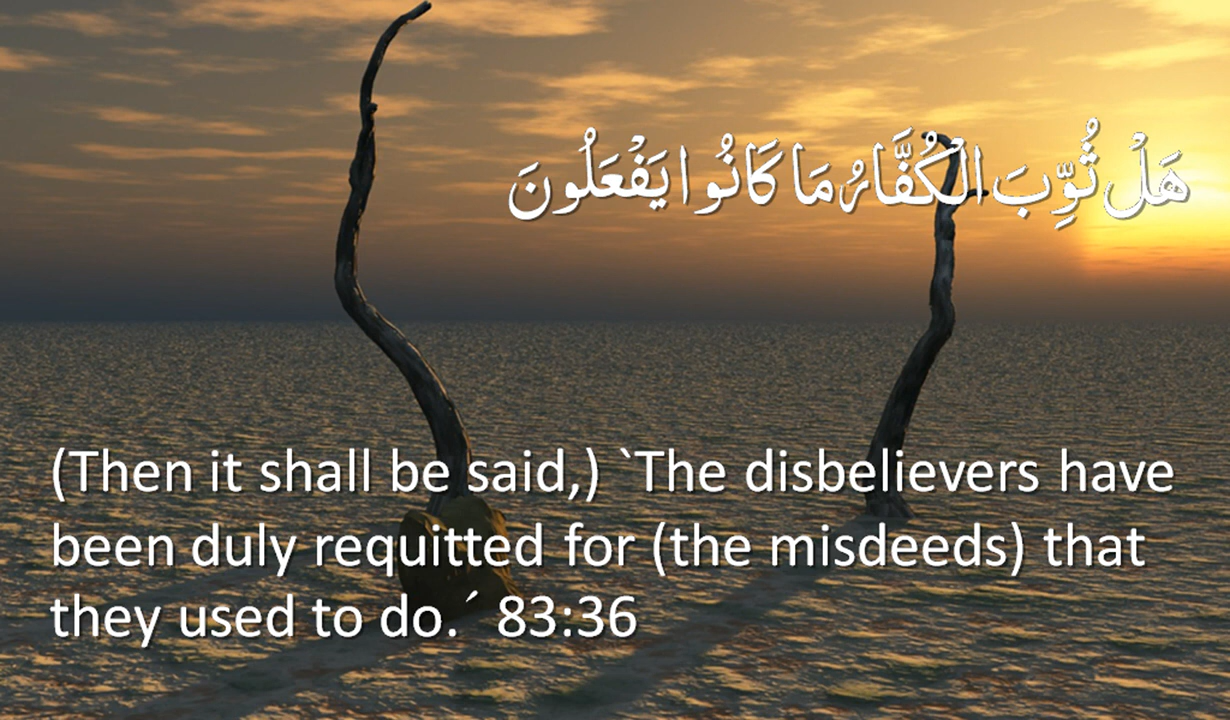 هَلْ ثُوِّبَ الْكُفَّارُ مَا كَانُوا يَفْعَلُونَ
(Then it shall be said,) `The disbelievers have
been duly requitted for (the misdeeds) that
they used to do.´ 83:36